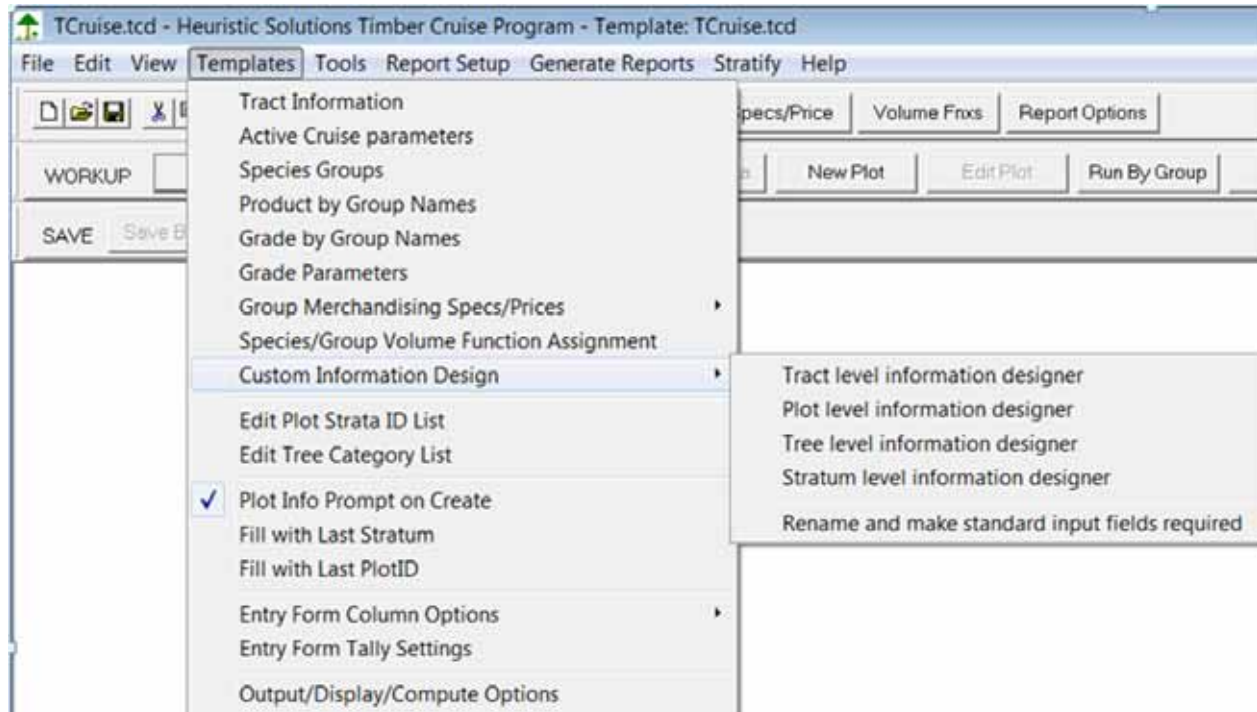 TCruise.tcd - Heuristic Solutions Timber Cruise Program - Template: TCruise.tcd
File Edit View Templates Tools Report Setup Generate Reports Stratify Help
Specs/Price Volume Fnxs Report Options
WORKUP New Plot Edit Plot Run By Group
SAVE Save B
Tract Information
Active Cruise parameters
Species Groups
Product by Group Names
Grade by Group Names
Grade Parameters
Group Merchandising Specs/Prices
Species/Group Volume Function Assignment
Custom Information Design
Edit Plot Strata ID List
Edit Tree Category List
Plot Info Prompt on Create
Fill with Last Stratum
Fill with Last PlotID
Entry Form Column Options
Entry Form Tally Settings
Output/Display/Compute Options
Tract level information designer
Plot level information designer
Tree level information designer
Stratum level information designer
Rename and make standard input fields required